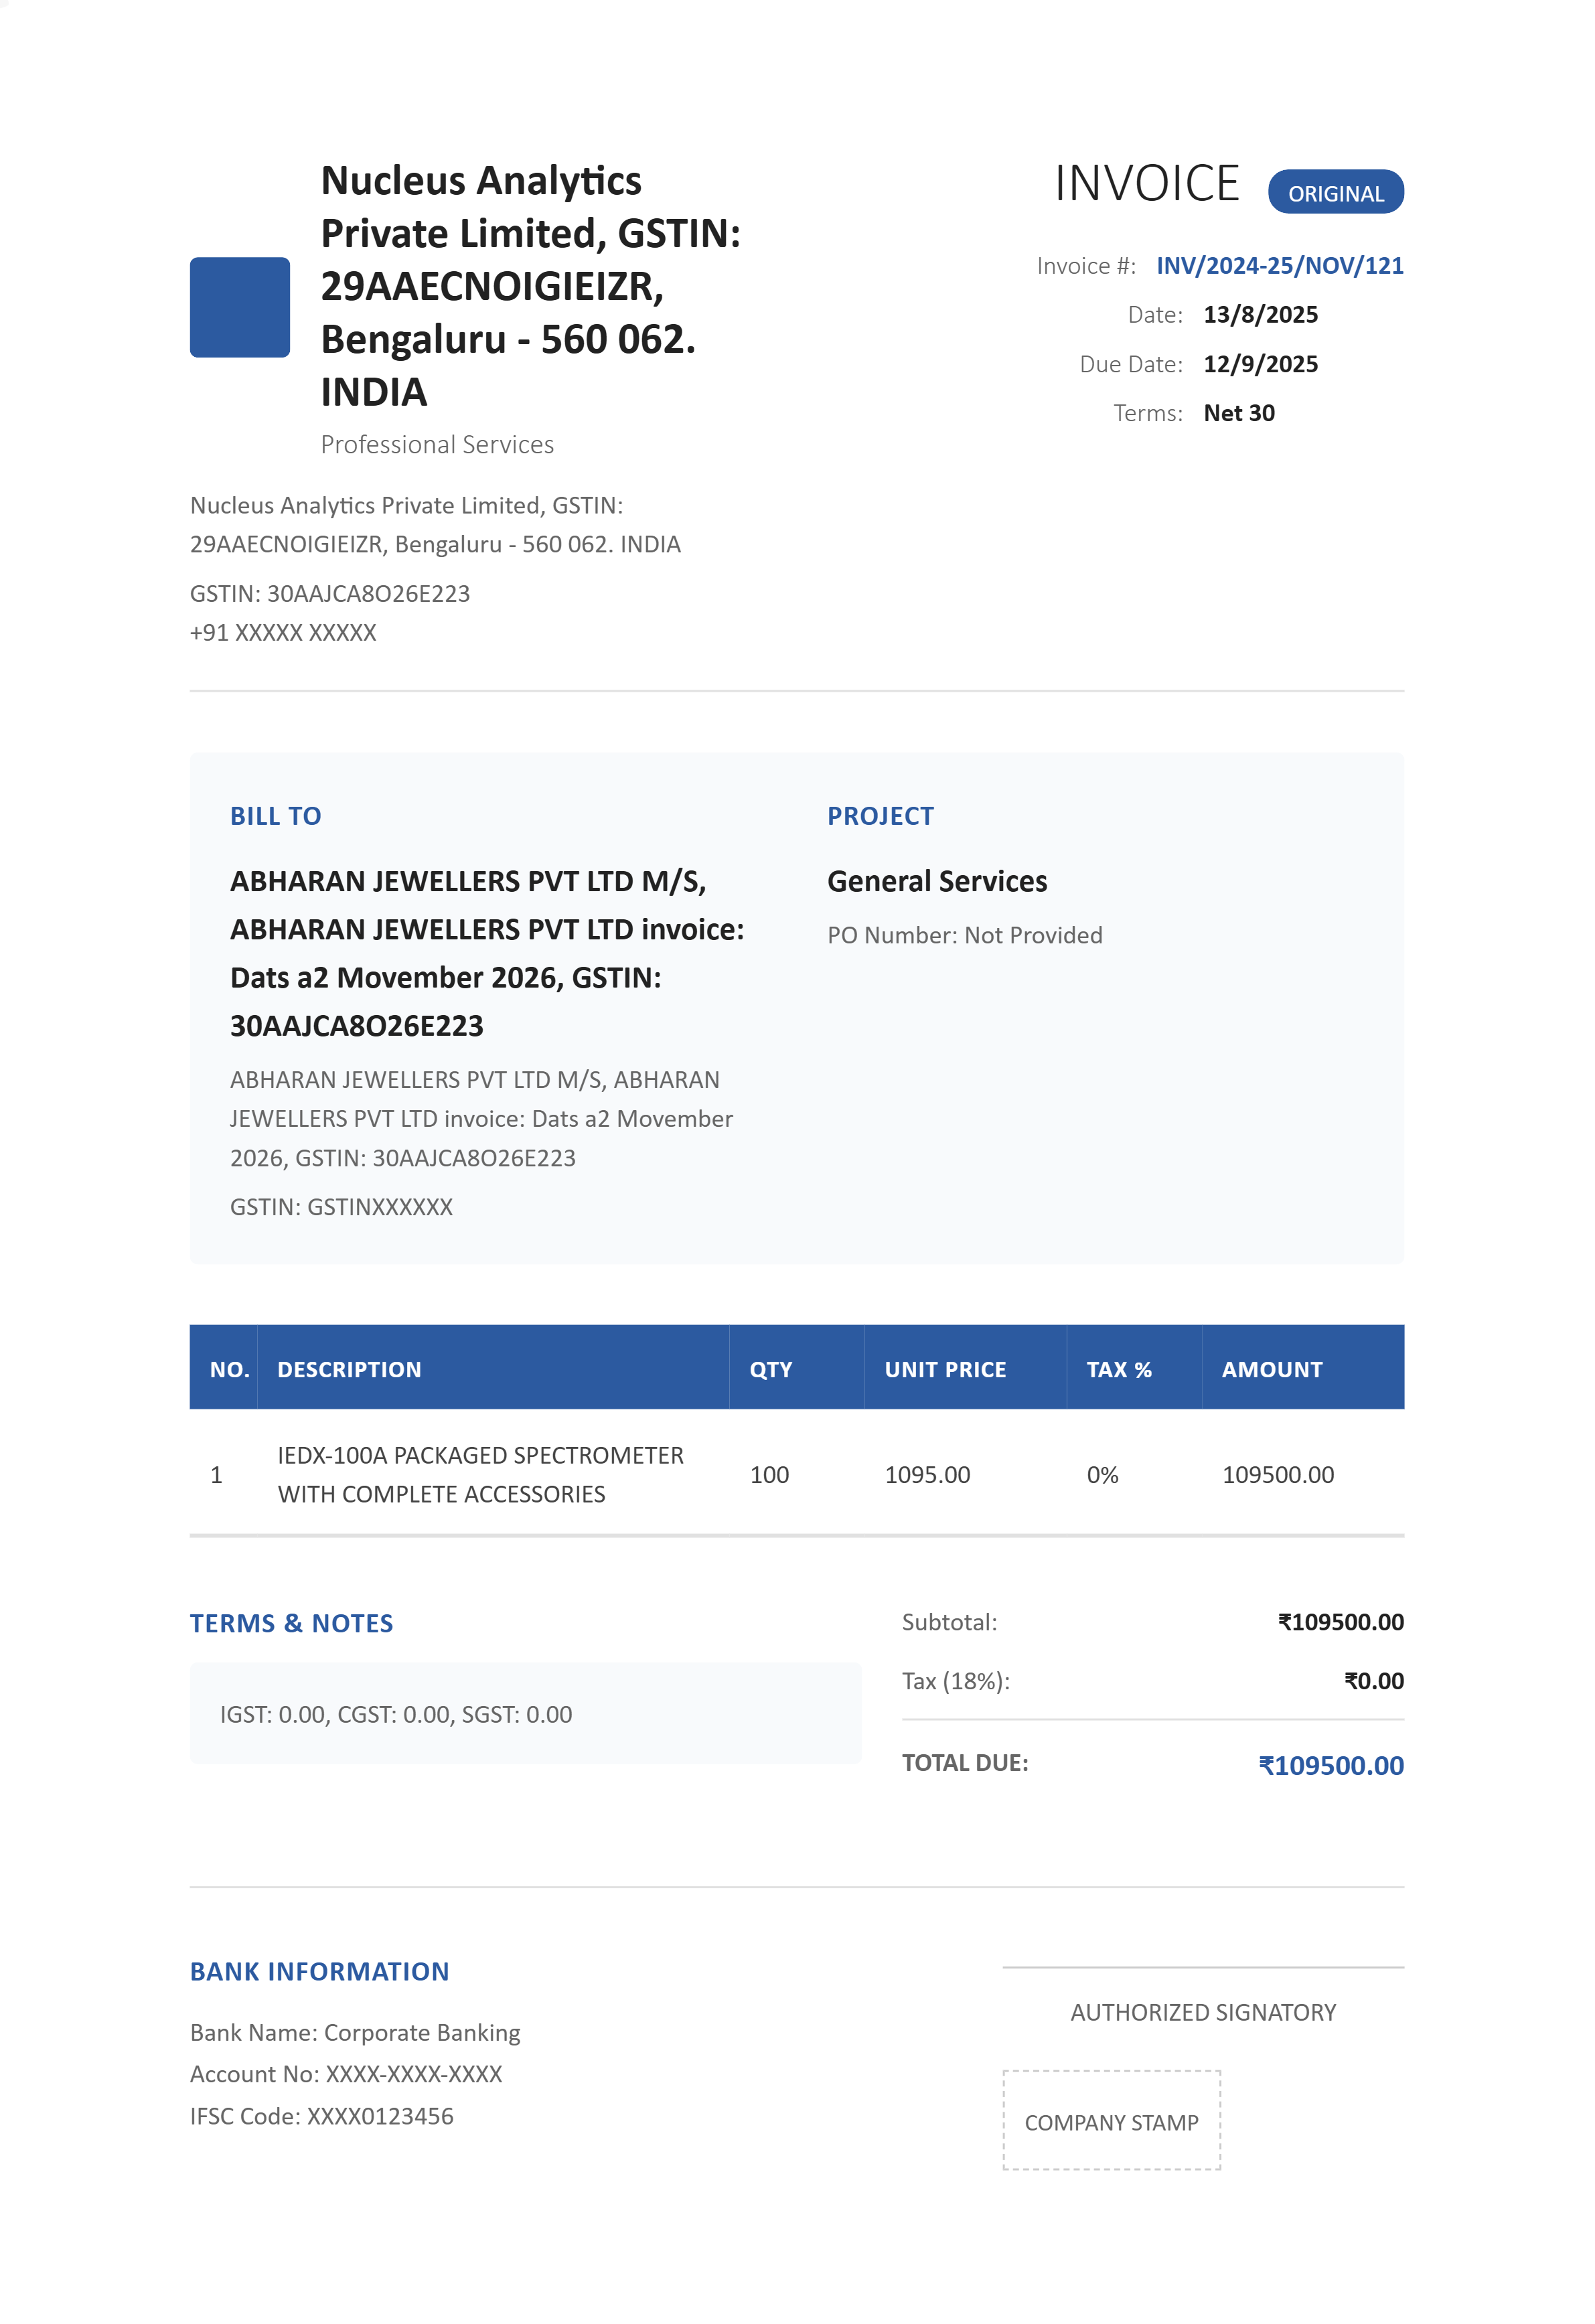 Nucleus Analytics
Private Limited, GSTIN:
29AAECNOIGIEIZR,
Bengaluru - 560 062.
INDIA
Professional Services
INVOICE ORIGINAL
Invoice #: INV/2024-25/NOV/121
Date: 13/8/2025
Due Date: 12/9/2025
Terms: Net 30
Nucleus Analytics Private Limited, GSTIN:
29AAECNOIGIEIZR, Bengaluru - 560 062. INDIA
GSTIN: 30AAJCA8O26E223
+91 XXXXX XXXXX
BILL TO
ABHARAN JEWELLERS PVT LTD M/S,
ABHARAN JEWELLERS PVT LTD invoice:
Dats a2 Movember 2026, GSTIN:
30AAJCA8O26E223
ABHARAN JEWELLERS PVT LTD M/S, ABHARAN
JEWELLERS PVT LTD invoice: Dats a2 Movember
2026, GSTIN: 30AAJCA8O26E223
GSTIN: GSTINXXXXXX
PROJECT
General Services
PO Number: Not Provided
NO. DESCRIPTION QTY UNIT PRICE TAX % AMOUNT
1 IEDX-100A PACKAGED SPECTROMETER
WITH COMPLETE ACCESSORIES 100 1095.00 0% 109500.00
TERMS & NOTES
IGST: 0.00, CGST: 0.00, SGST: 0.00
Subtotal: ₹109500.00
Tax (18%): ₹0.00
TOTAL DUE: ₹109500.00
BANK INFORMATION
Bank Name: Corporate Banking
Account No: XXXX-XXXX-XXXX
IFSC Code: XXXX0123456
AUTHORIZED SIGNATORY
COMPANY STAMP